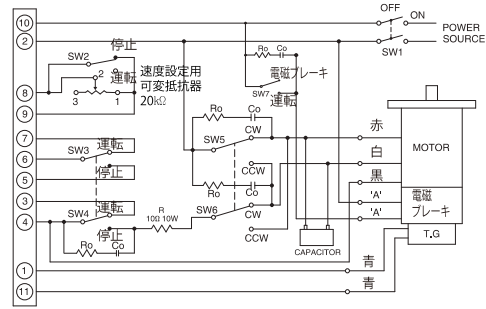 OFF
ON
POWER
SOURCE
SW1
10
2
8
9
7
6
5
3
4
1
11
停止
SW2
2
運転
3
1
速度設定用
可変抵抗器
20kΩ
Ro
Co
電磁ブレーキ
SW7
運転
Ro
Co
CW
SW5
CCW
Ro
Co
SW6
CW
CCW
運転
SW3
停止
運転
SW4
停止
Ro
Co
R
10Ω 10W
CAPACITOR
赤
白
黒
'A'
'A'
青
青
MOTOR
電磁
ブレーキ
T.G